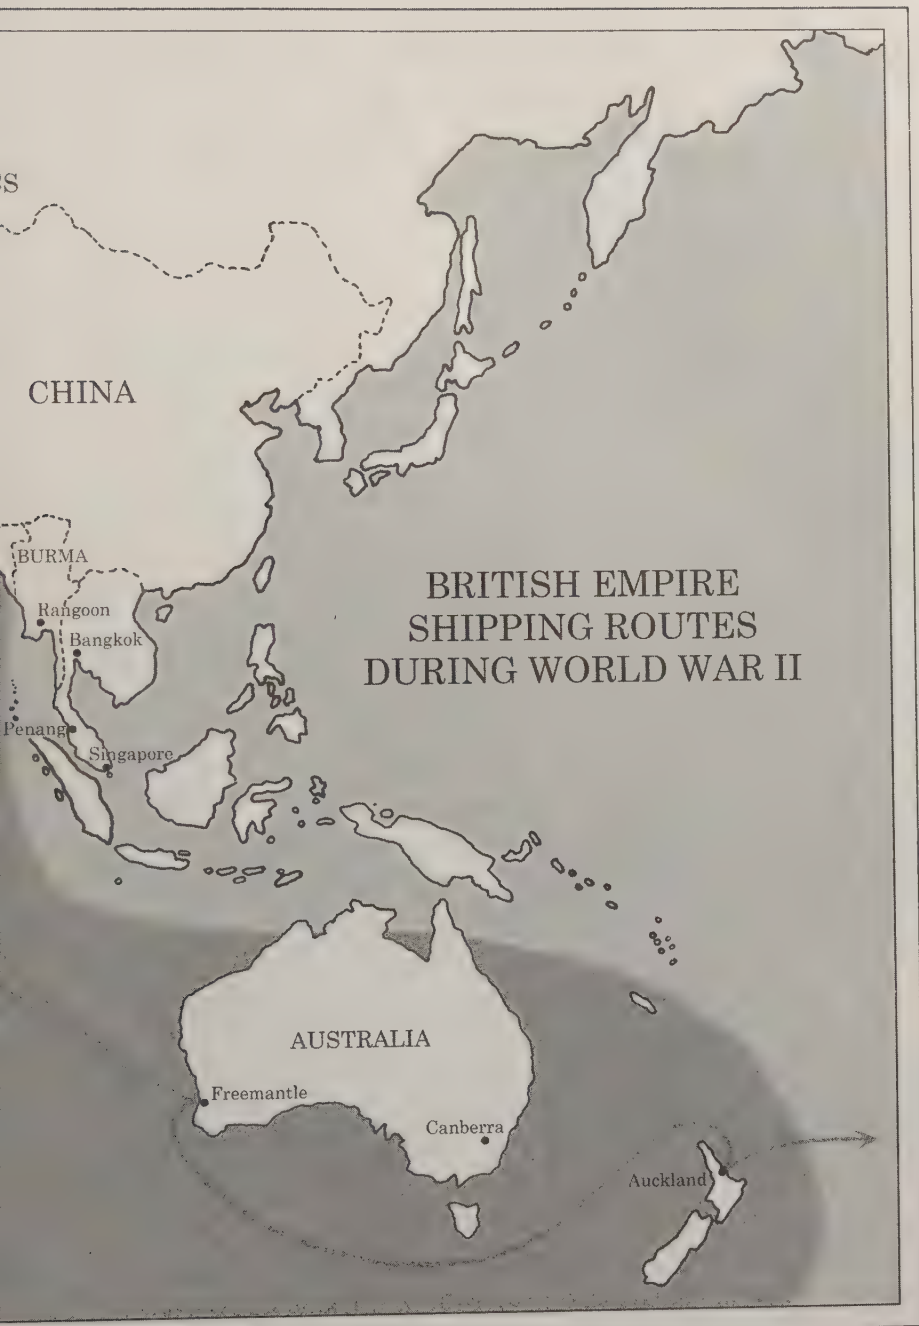 CHINA
BURMA
Rangoon
Bangkok
BRITISH EMPIRE
SHIPPING ROUTES
DURING WORLD WAR II
Penang
Singapore
AUSTRALIA
Freemantle
Canberra
Auckland